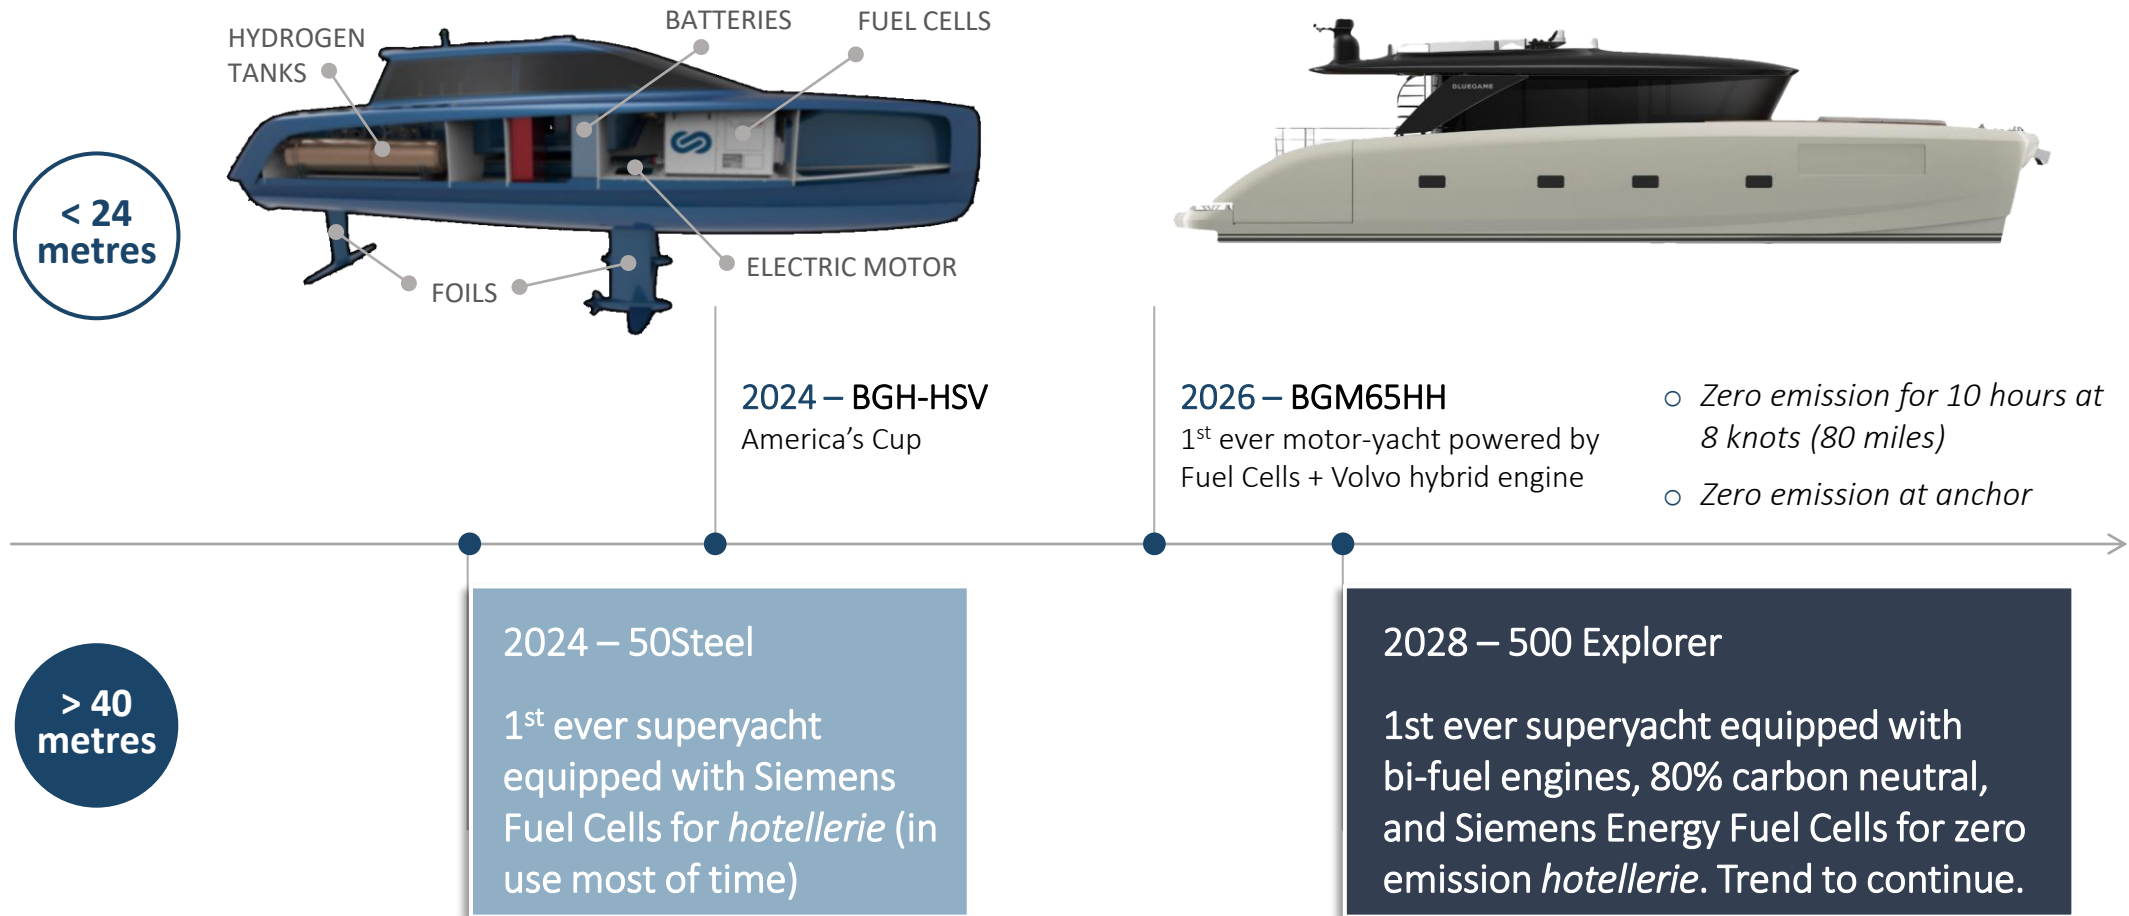 HYDROGEN
TANKS
BATTERIES
FUEL CELLS
BLUEGAME
< 24
metres
FOILS
ELECTRIC MOTOR
2024 – BGH-HSV
America’s Cup
2026 – BGM65HH
1st ever motor-yacht powered by
Fuel Cells + Volvo hybrid engine
○ Zero emission for 10 hours at
8 knots (80 miles)
○ Zero emission at anchor
> 40
metres
2024 – 50Steel
1st ever superyacht
equipped with Siemens
Fuel Cells for hotellerie (in
use most of time)
2028 – 500 Explorer
1st ever superyacht equipped with
bi-fuel engines, 80% carbon neutral,
and Siemens Energy Fuel Cells for zero
emission hotellerie. Trend to continue.